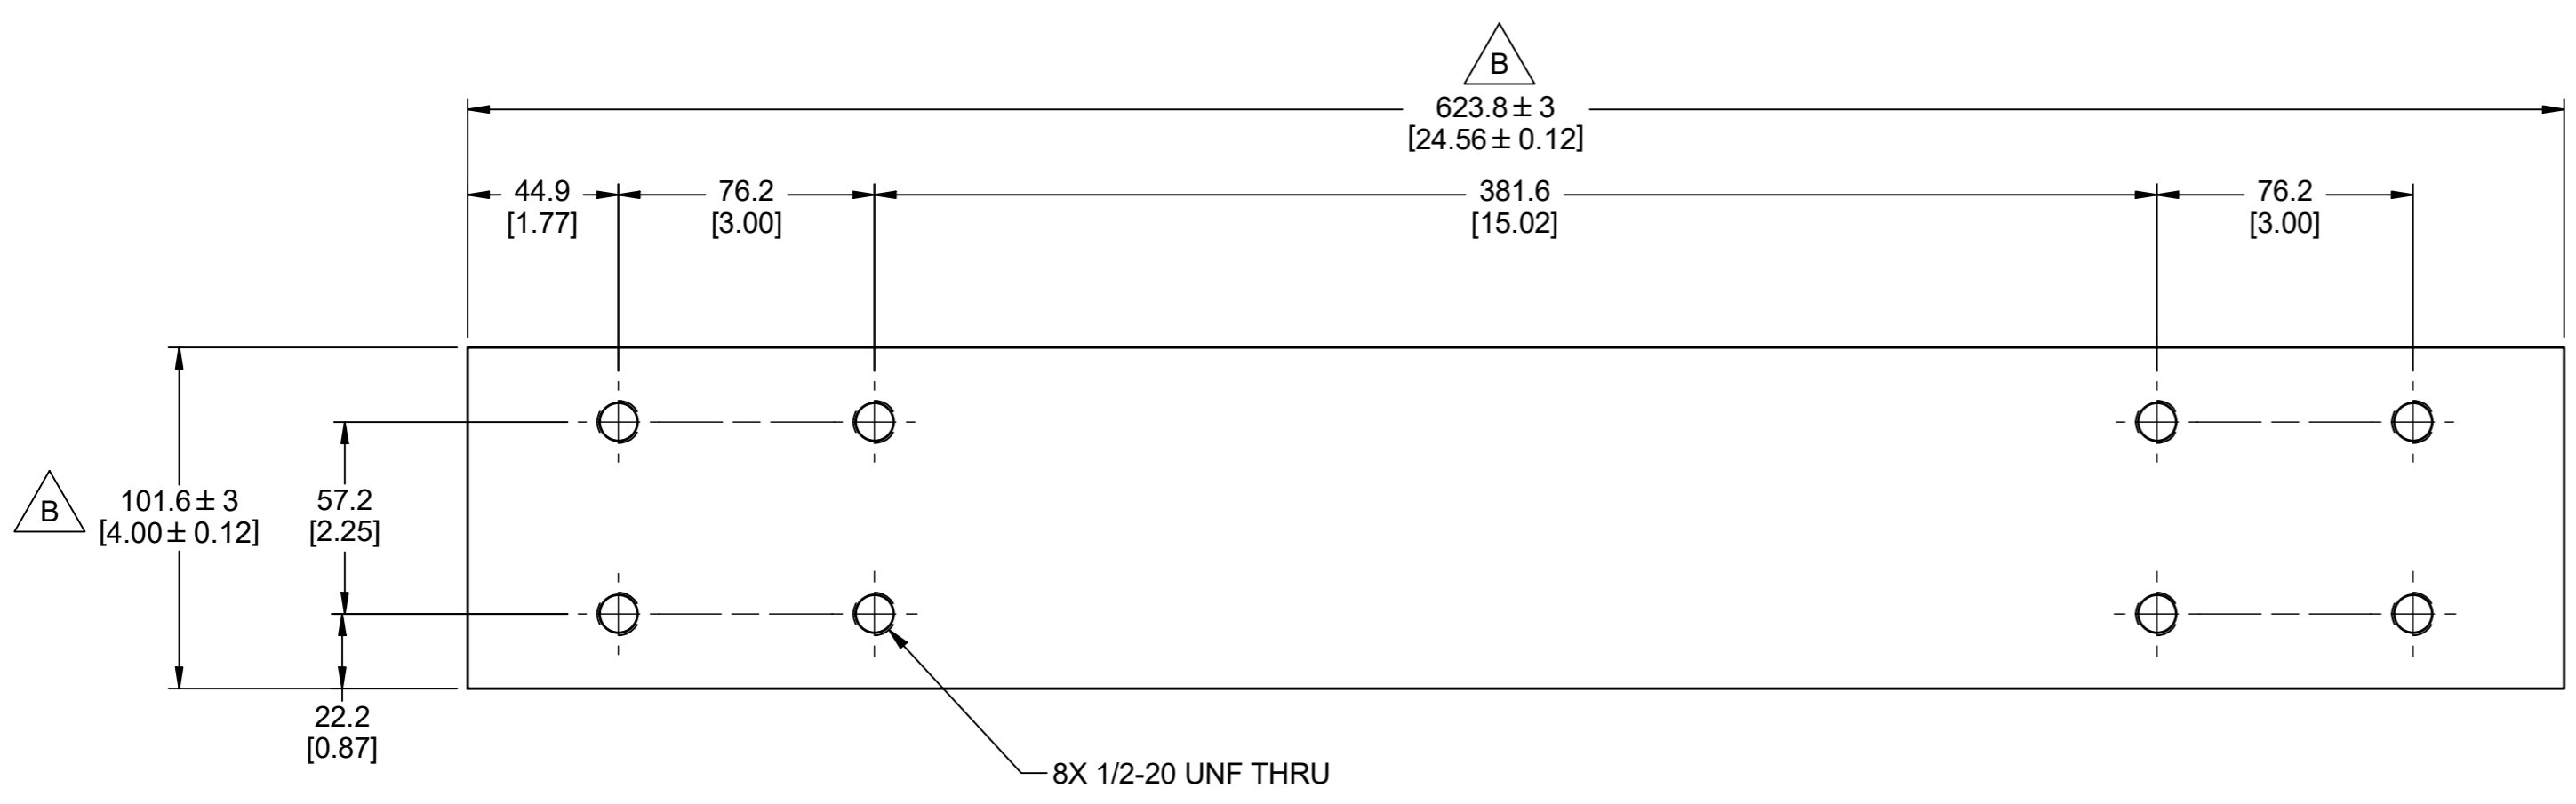 B
623.8 ± 3
[24.56 ± 0.12]
44.9
[1.77]
76.2
[3.00]
381.6
[15.02]
76.2
[3.00]
B
101.6 ± 3
[4.00 ± 0.12]
57.2
[2.25]
22.2
[0.87]
8X 1/2-20 UNF THRU